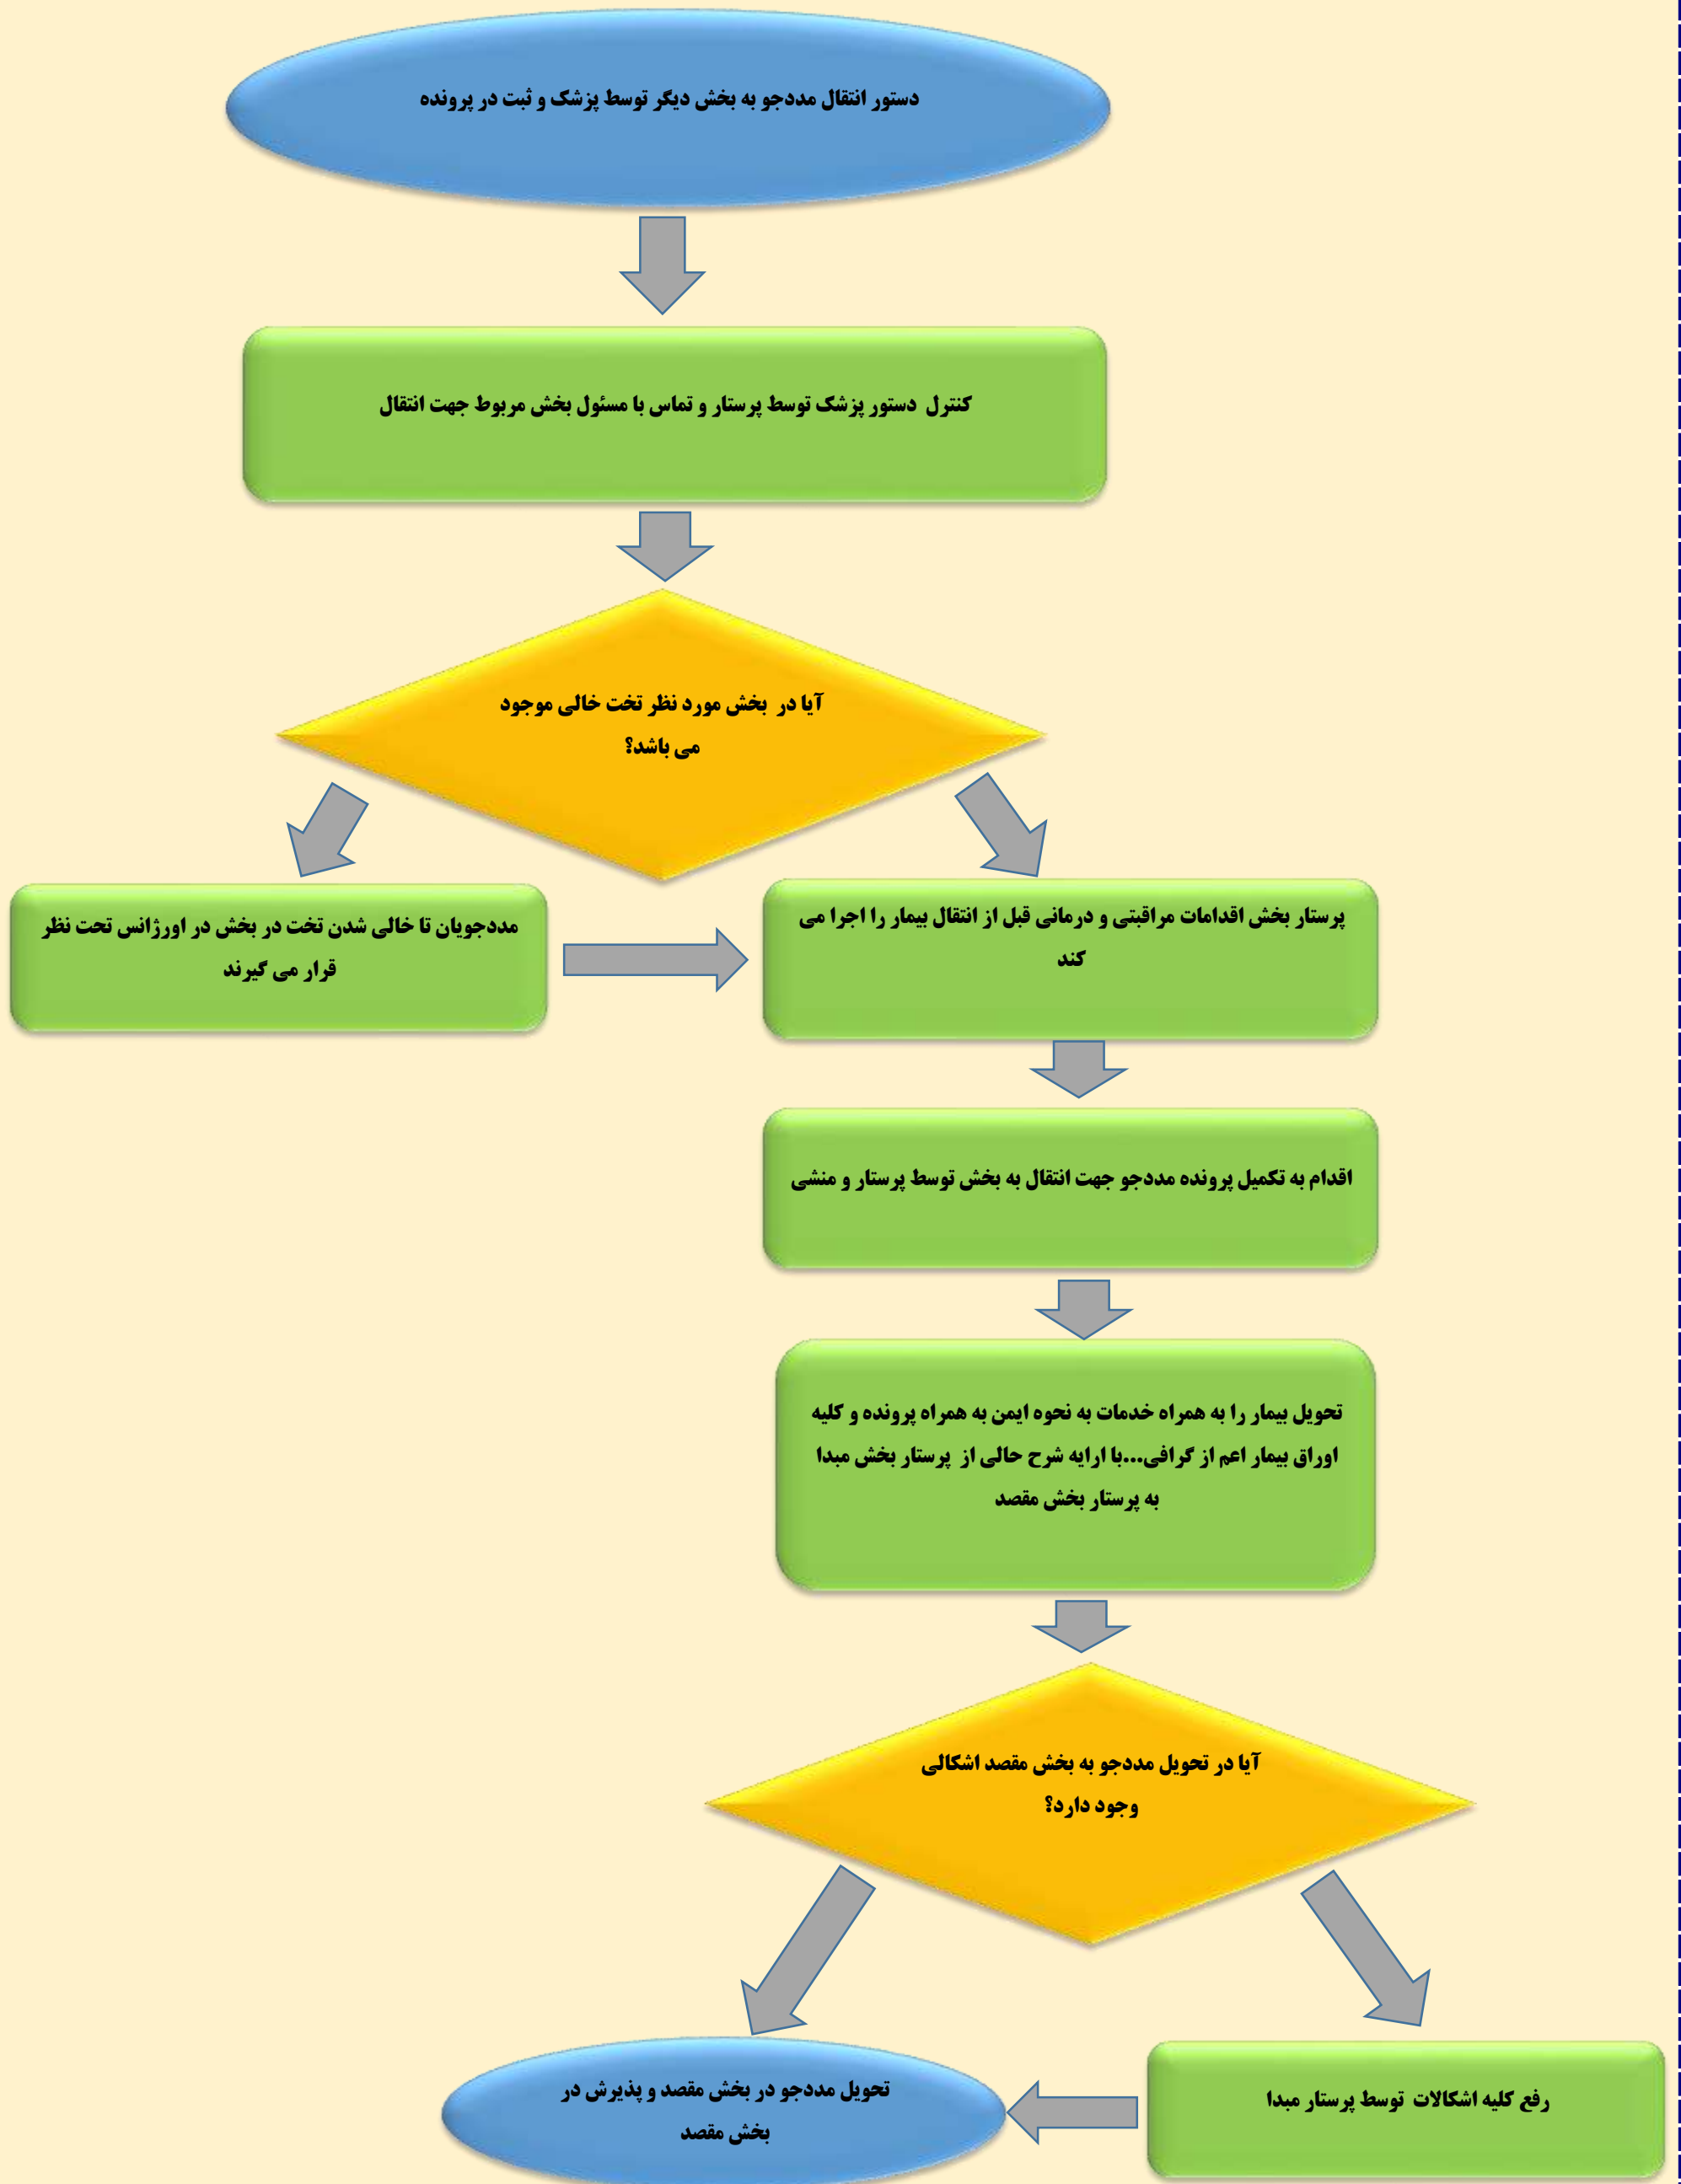 دستور انتقال مددجو به بخش دیگر توسط پزشک و ثبت در پرونده
کنترل دستور پزشک توسط پرستار و تماس با مسئول بخش مربوط جهت انتقال
آیا در بخش مورد نظر تخت خالی موجود
می باشد؟
پرستار بخش اقدامات مراقبتی و درمانی قبل از انتقال بیمار را اجرا می
کند
مددجویان تا خالی شدن تخت در بخش در اورژانس تحت نظر
قرار می گیرند
اقدام به تکمیل پرونده مددجو جهت انتقال به بخش توسط پرستار و منشی
تحویل بیمار را به همراه خدمات به نحوه ایمن به همراه پرونده و کلیه
اوراق بیمار اعم از گرافی...با ارایه شرح حالی از پرستار بخش مبدا
به پرستار بخش مقصد
آیا در تحویل مددجو به بخش مقصد اشکالی
وجود دارد؟
رفع کلیه اشکالات توسط پرستار مبدا
تحویل مددجو در بخش مقصد و پذیرش در
بخش مقصد